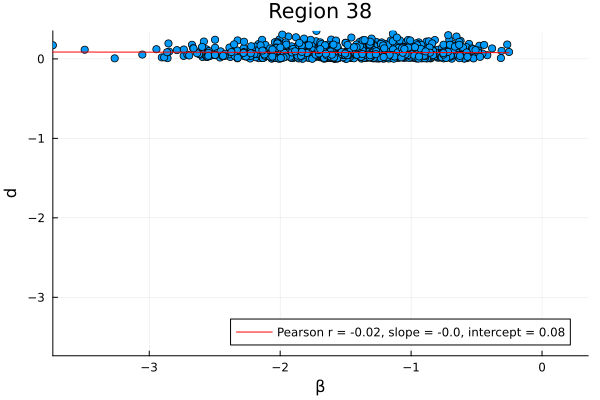 Region 38
0
−1
−2
−3
d
Pearson r = -0.02, slope = -0.0, intercept = 0.08
−3
−2
−1
0
β